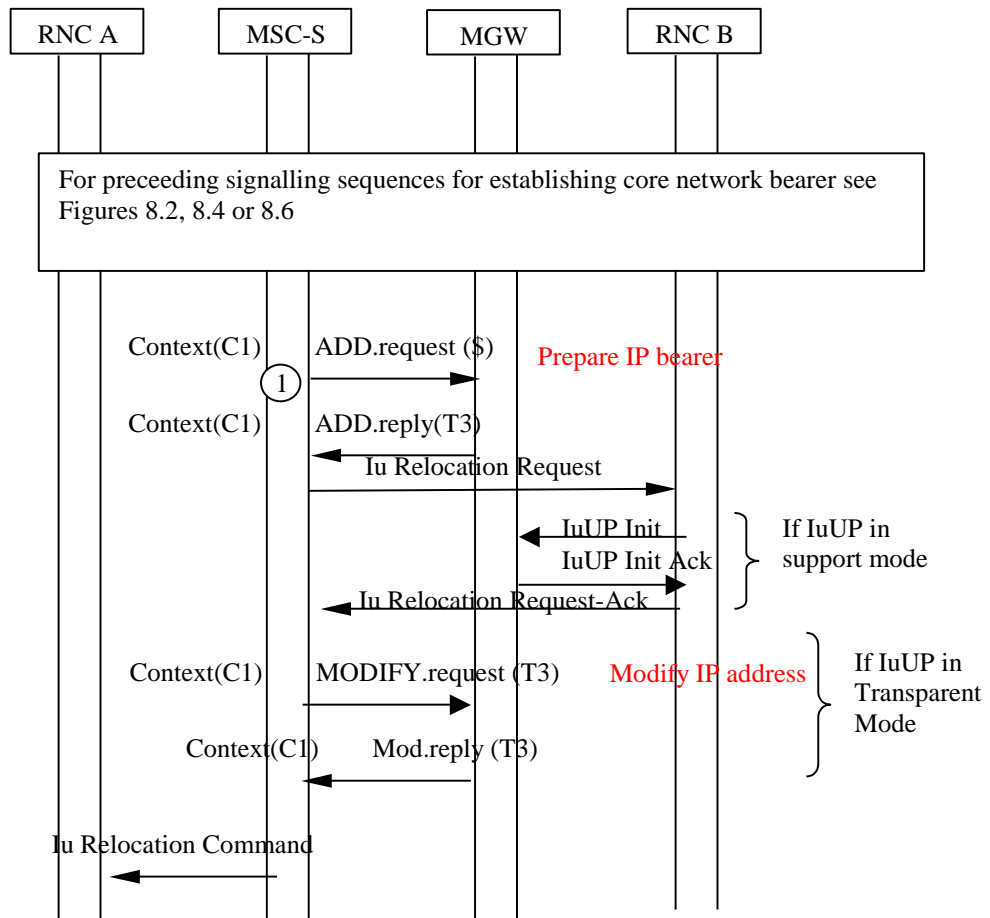 RNC A
MSC-S
MGW
RNC B
For preceeding signalling sequences for establishing core network bearer see
Figures 8.2, 8.4 or 8.6
Context(C1)
ADD.request ($)
Prepare IP bearer
1
Context(C1)
ADD.reply(T3)
Iu Relocation Request
IuUP Init
If IuUP in
support mode
IuUP Init Ack
Iu Relocation Request-Ack
Context(C1)
MODIFY.request (T3)
Modify IP address
If IuUP in
Transparent
Mode
Context(C1)
Mod.reply (T3)
Iu Relocation Command